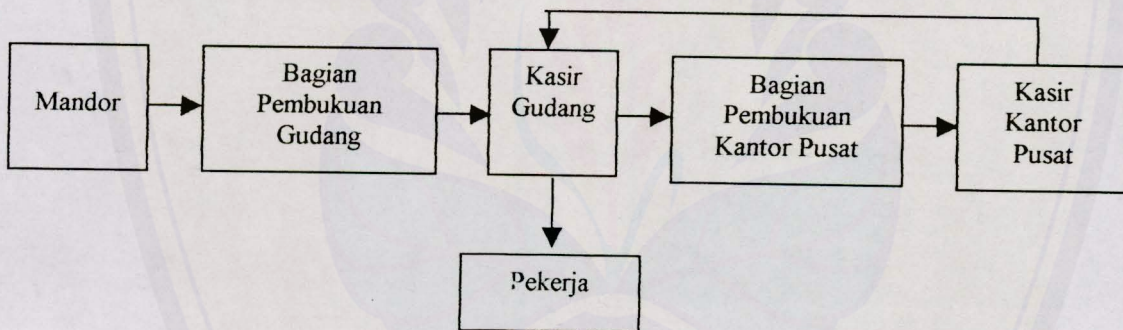 Mandor
Bagian
Pembukuan
Gudang
Kasir
Gudang
Bagian
Pembukuan
Kantor Pusat
Kasir
Kantor
Pusat
Pekerja